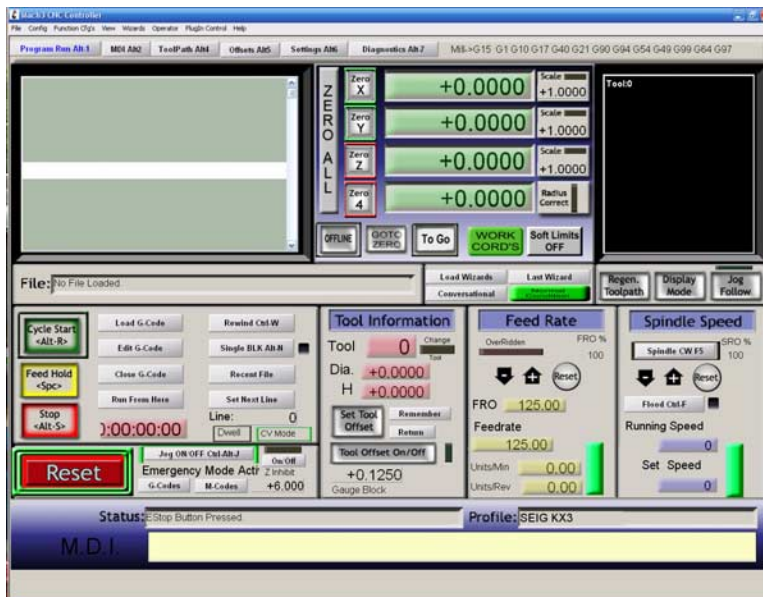 Mach3 CNC Controller
File Config Function Cfg's View Wizards Operator PlugIn Control Help
Program Run Alt-1 MDI Alt2 ToolPath Alt4 Offsets Alt5 Settings Alt6 Diagnostics Alt-7 Mill->G15 G1 G10 G17 G40 G21 G90 G94 G54 G49 G99 G64 G97
ZERO ALL
Zero X +0.0000 Scale +1.0000
Zero Y +0.0000 Scale +1.0000
Zero Z +0.0000 Scale +1.0000
Zero 4 +0.0000 Radius Correct
Tool:0
OFFLINE GOTO ZERO To Go WORK CORD'S Soft Limits OFF
File: No File Loaded.
Load Wizards Last Wizard
Conversational
Regen. Toolpath Display Mode Jog Follow
Cycle Start <Alt-R>
Feed Hold <Spc>
Stop <Alt-S>
Load G-Code Rewind Ctrl-W
Edit G-Code Single BLK Alt-N
Close G-Code Recent File
Run From Here Set Next Line
Line: 0
0:00:00:00 Dwell CV Mode
Reset
Jog ON/OFF Ctrl-Alt-J On/Off
Emergency Mode Actr Z Inhibit
G-Codes M-Codes +6.000
Tool Information
Tool 0 Change Tool
Dia. +0.0000
H +0.0000
Set Tool Offset Remember
Return
Tool Offset On/Off
+0.1250
Gauge Block
Feed Rate
OverRidden FRO %
100
Reset
FRO 125.00
Feedrate
125.00
Units/Min 0.00
Units/Rev 0.00
Spindle Speed
Spindle CW F5 SRO %
100
Reset
Flood Ctrl-F
Running Speed
0
Set Speed
0
Status: EStop Button Pressed. Profile: SEIG KX3
M.D.I.